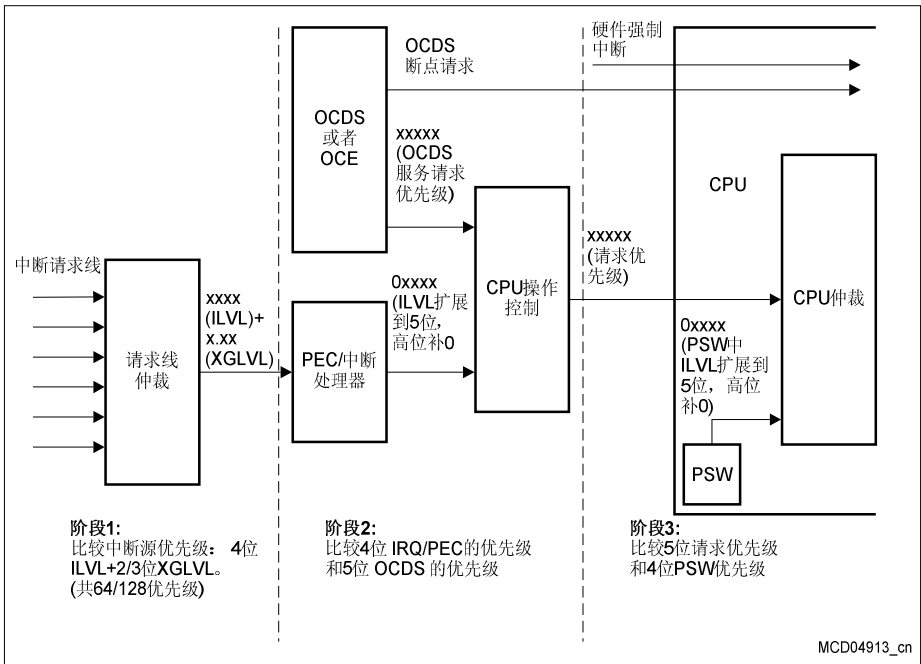 OCDS
断点请求
硬件强制
中断
OCDS
或者
OCE
xxxxx
(OCDS
服务请求
优先级)
CPU
中断请求线
请求线
仲裁
xxxx
(ILVL)+
x.xx
(XGLVL)
PEC/中断
处理器
0xxxx
(ILVL扩展
到5位，
高位补0
CPU操作
控制
xxxxx
(请求优
先级)
CPU仲裁
0xxxx
(PSW中
ILVL扩展到
5位，高位
补0)
PSW
阶段1:
比较中断源优先级： 4位
ILVL+2/3位XGLVL。
(共64/128优先级)
阶段2:
比较4位 IRQ/PEC的优先级
和5位 OCDS 的优先级
阶段3:
比较5位请求优先级
和4位PSW优先级
MCD04913_cn